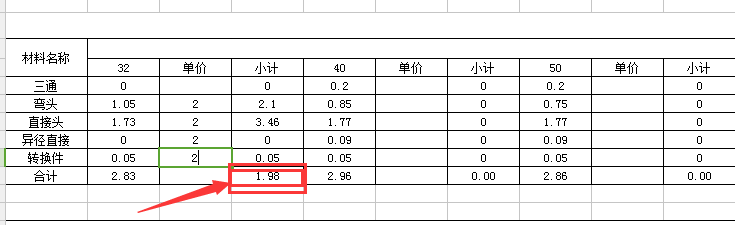 材料名称
32 单价 小计 40 单价 小计 50 单价 小计
三通 0 0 0.2 0 0.2 0
弯头 1.05 2 2.1 0.85 0 0.75 0
直接头 1.73 2 3.46 1.77 0 1.77 0
异径直接 0 2 0 0.09 0 0.09 0
转换件 0.05 2 0.05 0.05 0 0.05 0
合计 2.83 1.98 2.96 0.00 2.86 0.00